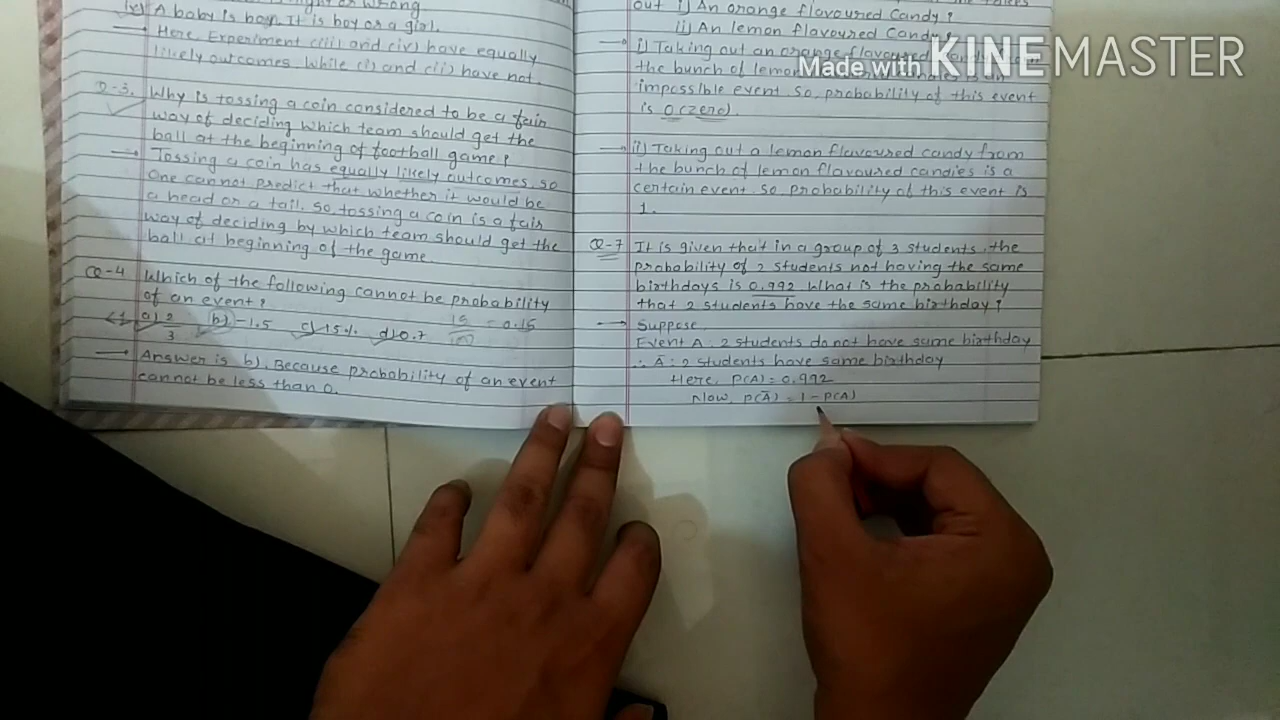 (iv) A baby is born. It is boy or a girl.
→ Here, Experiment (iii) and (iv) have equally
likely outcomes while (i) and (ii) have not
Q-3. Why is tossing a coin considered to be a fair
way of deciding which team should get the
ball at the beginning of football game?
→ Tossing a coin has equally likely outcomes, so
one cannot predict that whether it would be
a head or a tail. So, tossing a coin is a fair
way of deciding by which team should get the
ball at beginning of the game.
Q-4 Which of the following cannot be probability
of an event?
a) 2/3 b) -1.5 c) 15% d) 0.7 15/100 = 0.15
→ Answer is b). Because probability of an event
cannot be less than 0.
out i) An orange flavoured candy?
ii) An lemon flavoured candy?
→ i) Taking out an orange flavoured
the bunch of lemon
impossible event. So, probability of this event
is 0 (zero).
→ ii) Taking out a lemon flavoured candy from
the bunch of lemon flavoured candies is a
certain event. So probability of this event is
1.
Q-7 It is given that in a group of 3 students, the
probability of 2 students not having the same
birthdays is 0.992. What is the probability
that 2 students have the same birthday?
→ Suppose
Event A : 2 students do not have same birthday
∴ Ā : 2 students have same birthday
Here, P(A) = 0.992
Now, P(Ā) = 1 - P(A)
Made with KINEMASTER